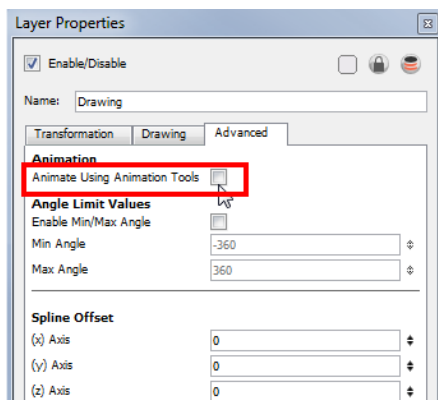 Layer Properties
Enable/Disable
Name: Drawing
Transformation Drawing Advanced
Animation
Animate Using Animation Tools
Angle Limit Values
Enable Min/Max Angle
Min Angle -360
Max Angle 360
Spline Offset
(x) Axis 0
(y) Axis 0
(z) Axis 0